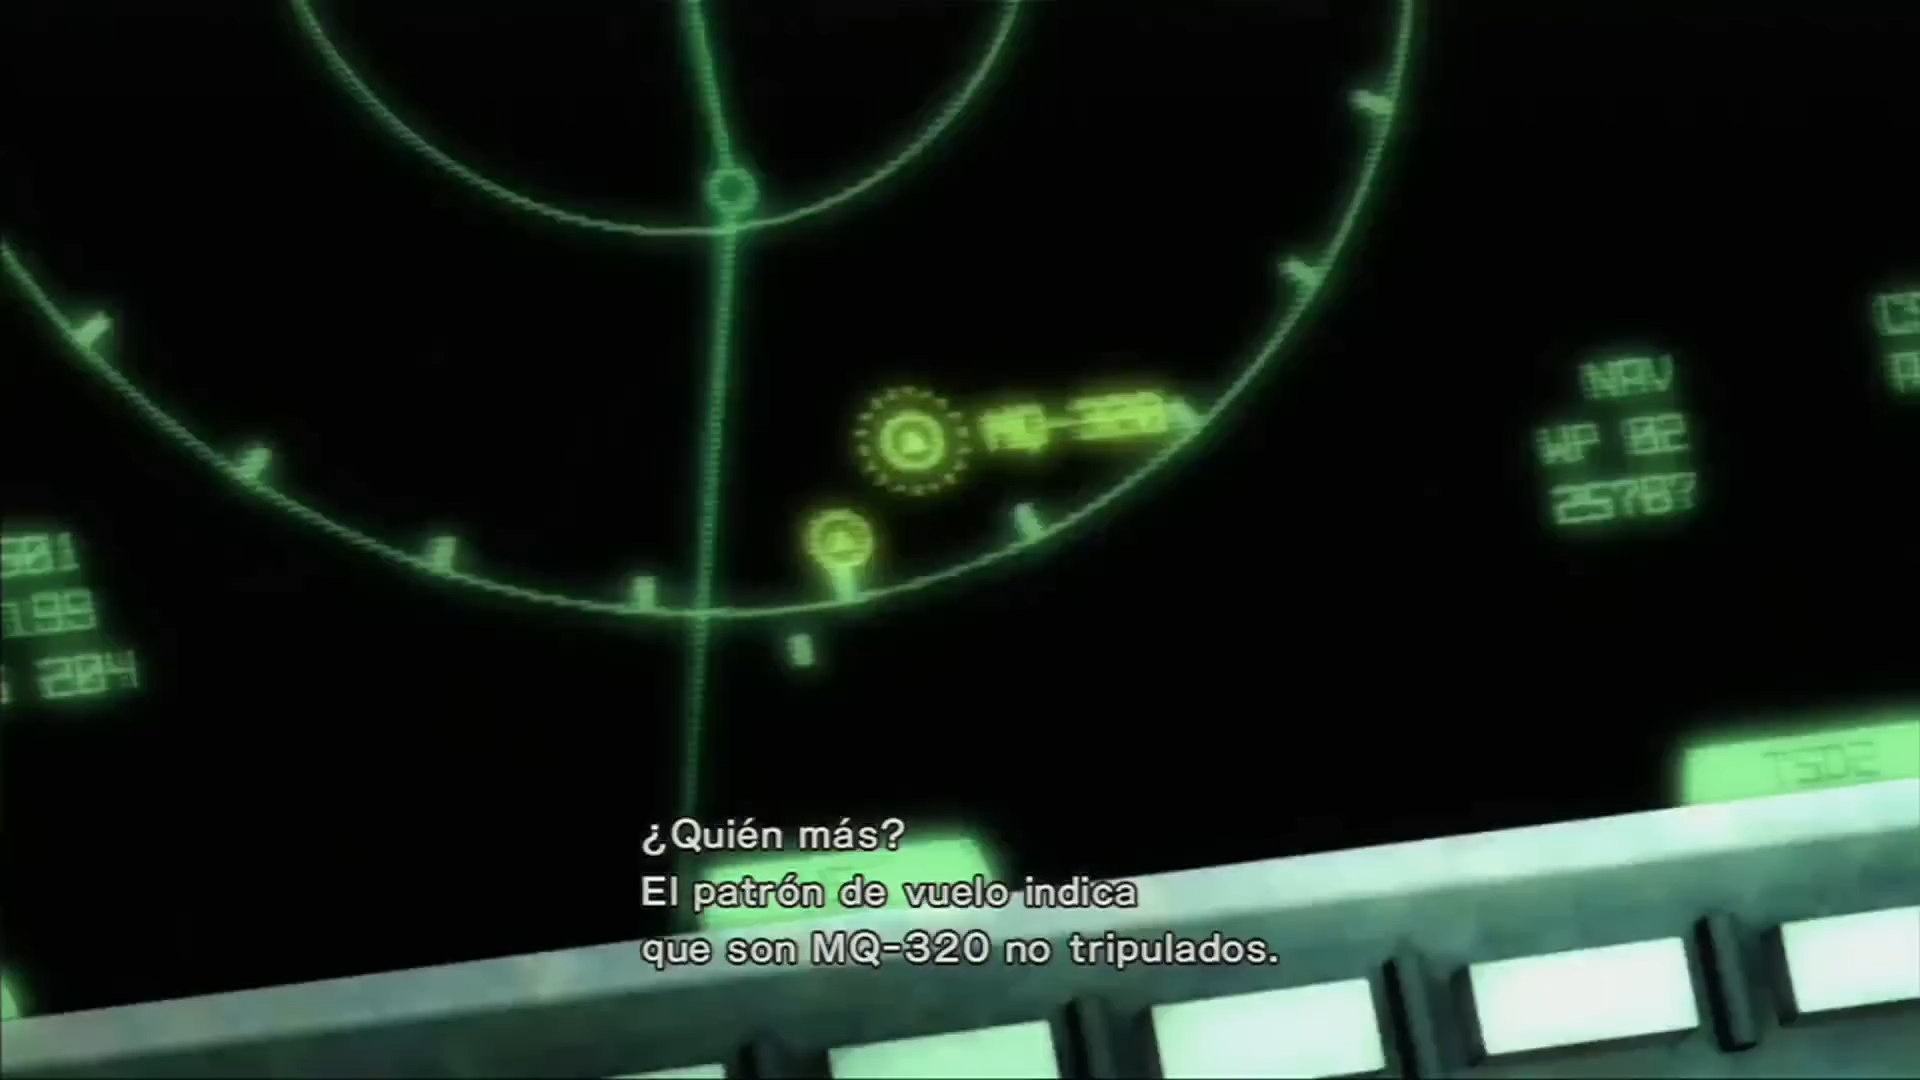 MQ-320
NAV
WP 02
204
TSD2
¿Quién más?
El patrón de vuelo indica
que son MQ-320 no tripulados.